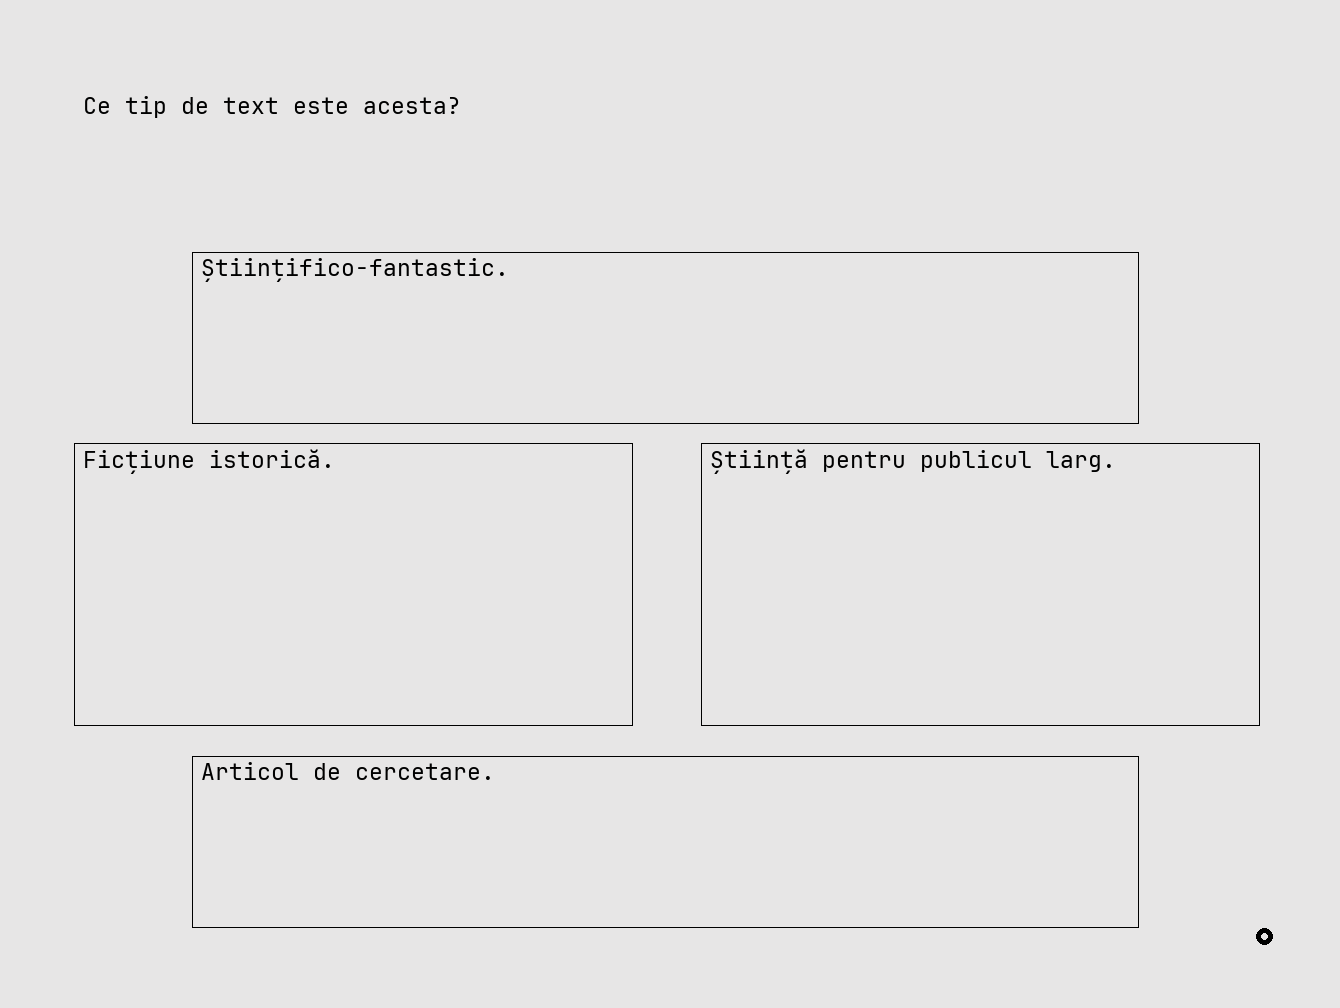 Ce tip de text este acesta?
Științifico-fantastic.
Ficțiune istorică.
Știință pentru publicul larg.
Articol de cercetare.